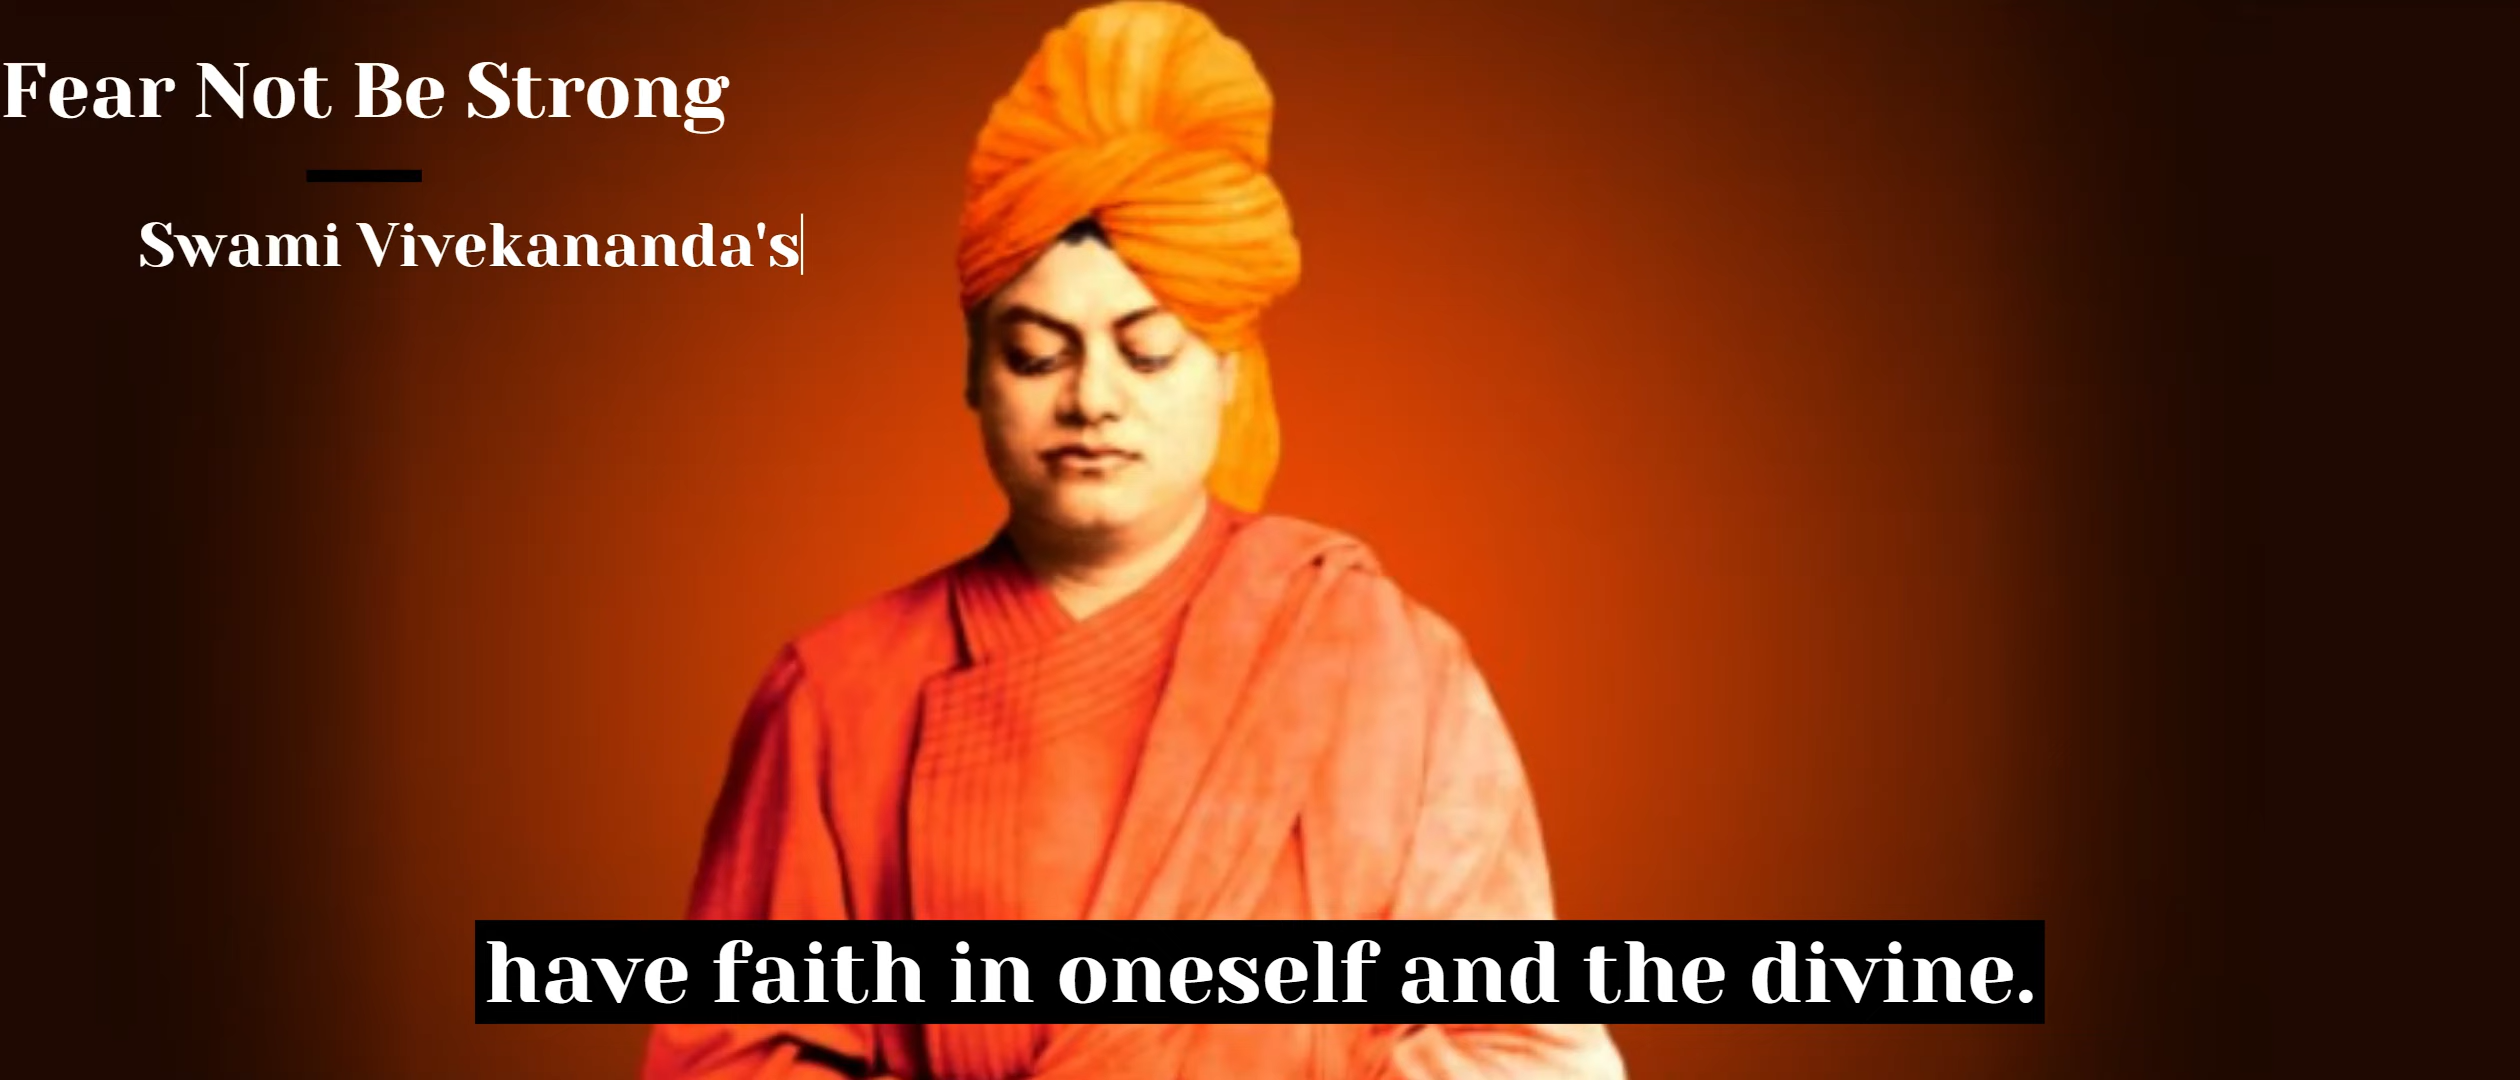 Fear Not Be Strong
Swami Vivekananda's
have faith in oneself and the divine.